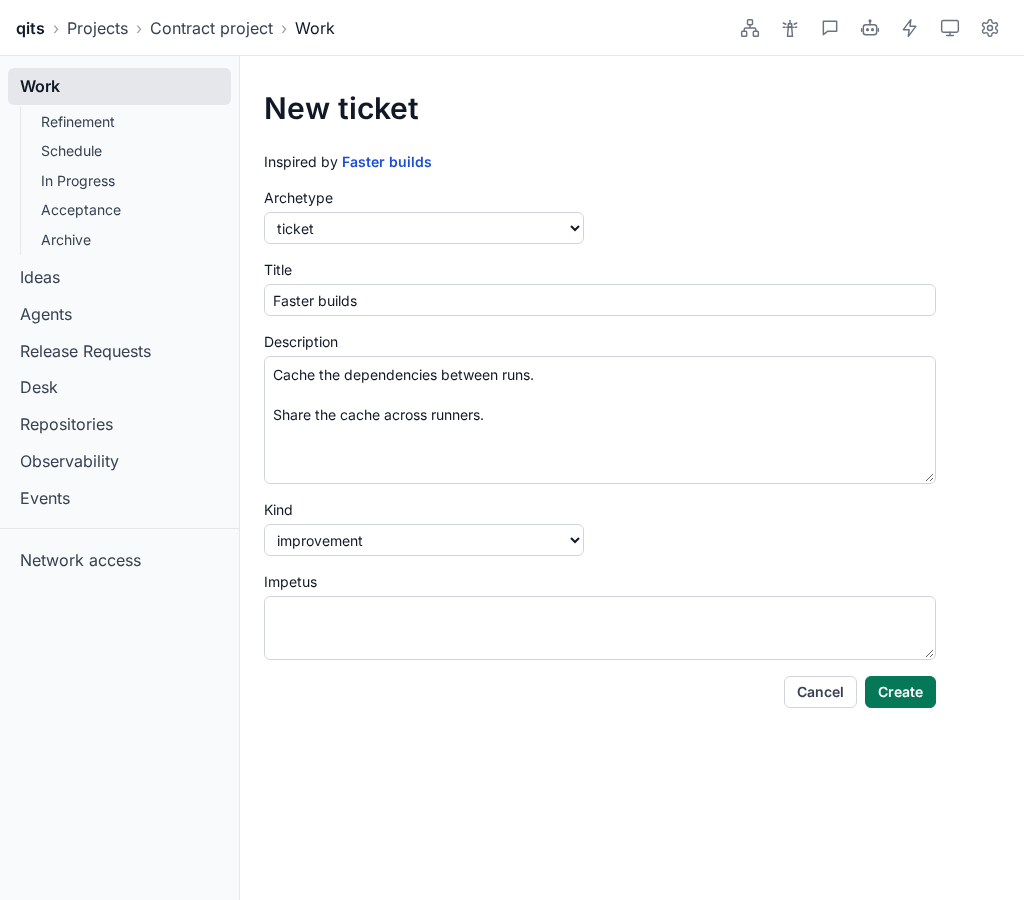 qits › Projects › Contract project › Work
Work
Refinement
Schedule
In Progress
Acceptance
Archive
Ideas
Agents
Release Requests
Desk
Repositories
Observability
Events
Network access
New ticket
Inspired by Faster builds
Archetype
ticket
Title
Faster builds
Description
Cache the dependencies between runs.
Share the cache across runners.
Kind
improvement
Impetus
Cancel
Create